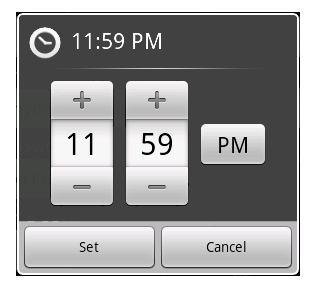 11:59 PM
+ +
11 59 PM
− −
Set Cancel